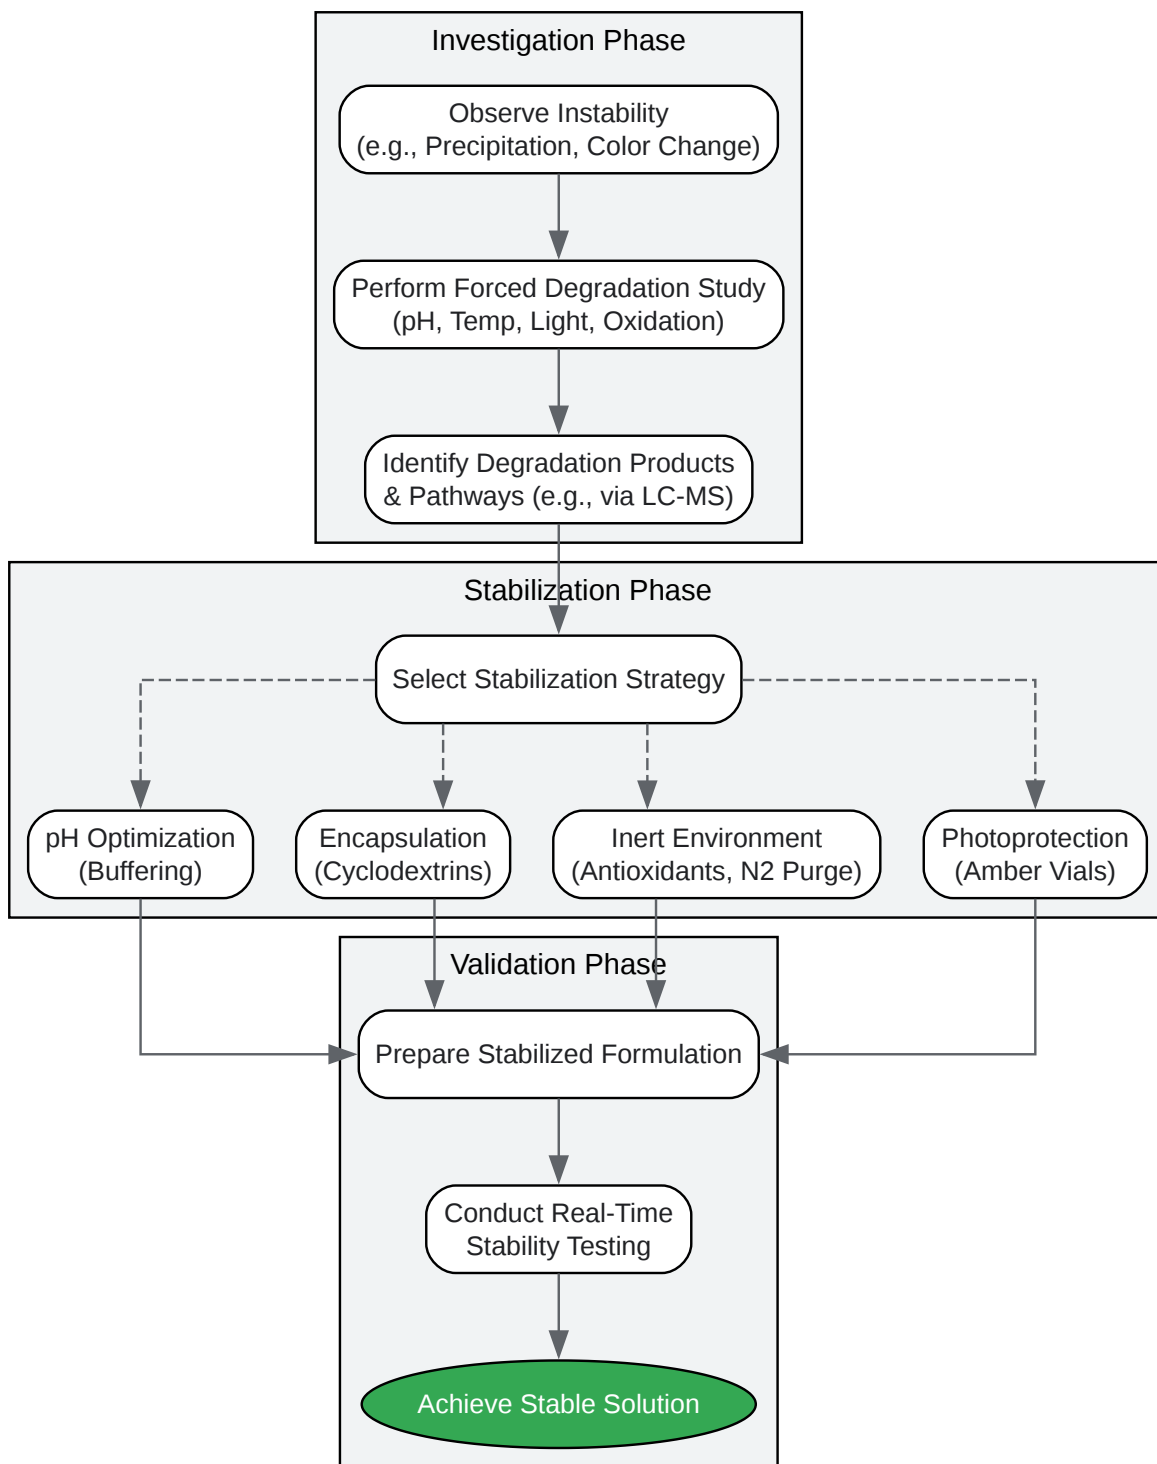 Investigation Phase
Observe Instability
(e.g., Precipitation, Color Change)
Perform Forced Degradation Study
(pH, Temp, Light, Oxidation)
Identify Degradation Products
& Pathways (e.g., via LC-MS)
Stabilization Phase
Select Stabilization Strategy
pH Optimization
(Buffering)
Encapsulation
(Cyclodextrins)
Inert Environment
(Antioxidants, N2 Purge)
Photoprotection
(Amber Vials)
Validation Phase
Prepare Stabilized Formulation
Conduct Real-Time
Stability Testing
Achieve Stable Solution